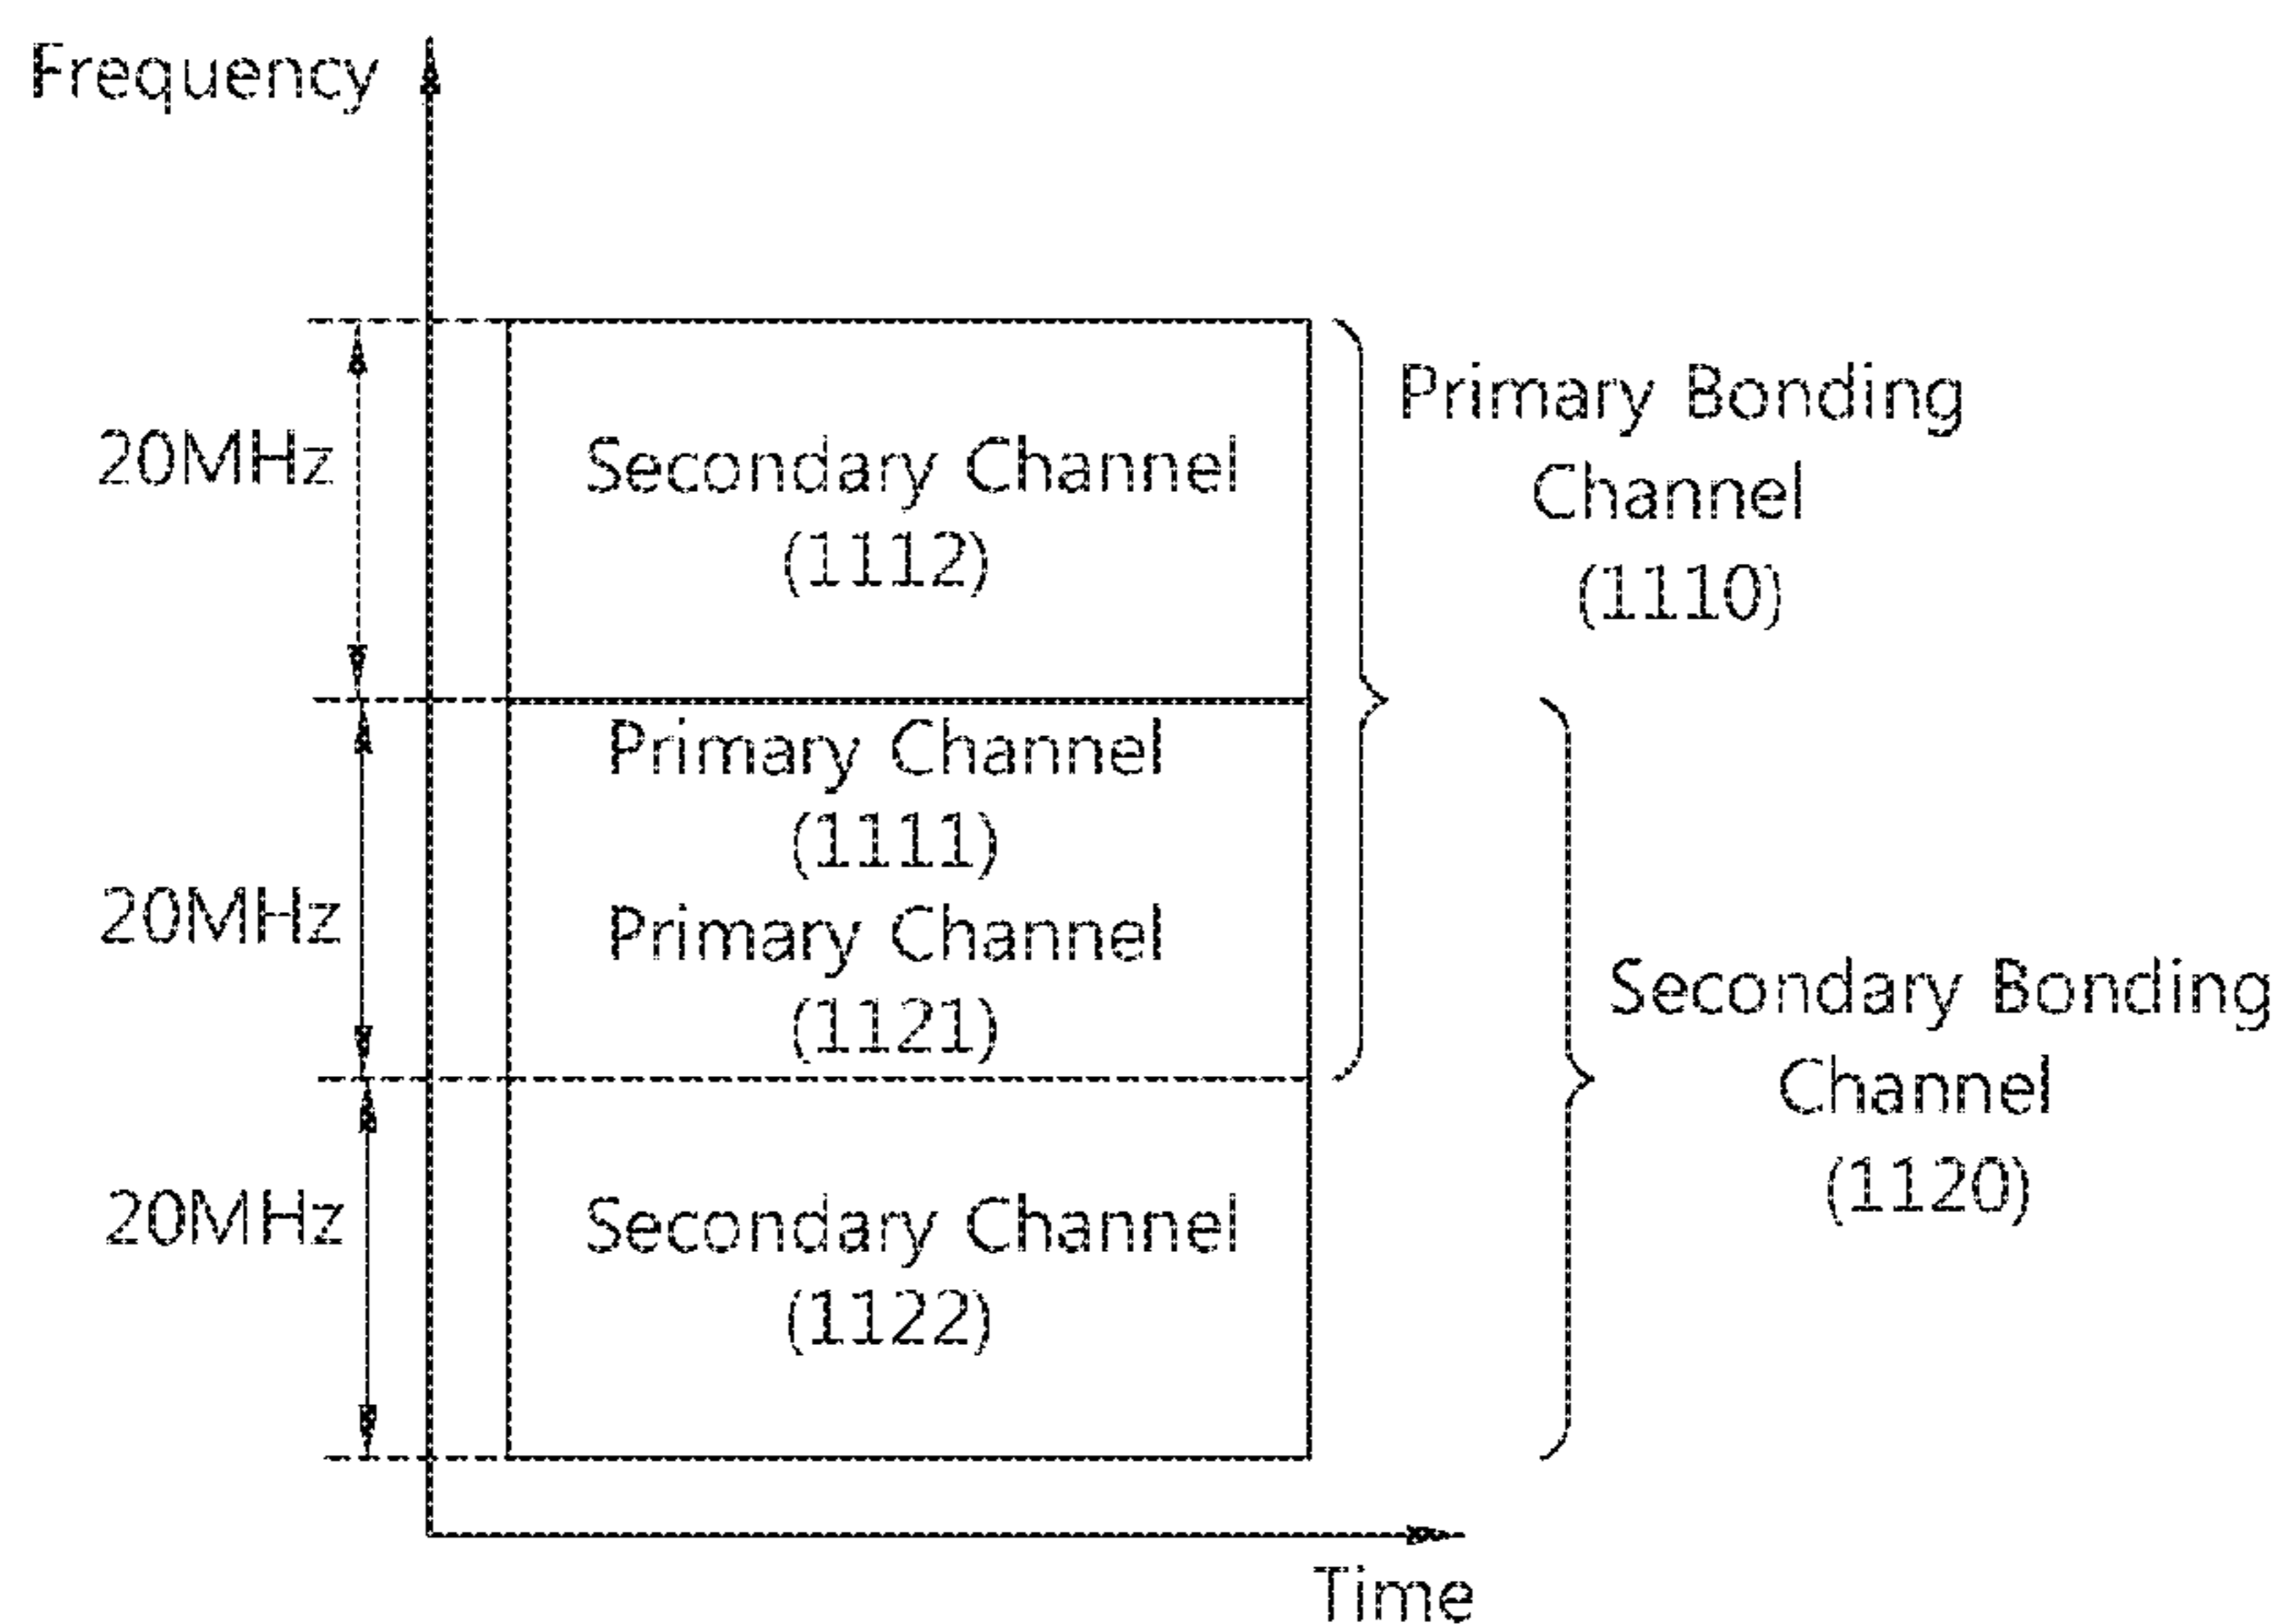 Frequency
20MHz
Secondary Channel
(1112)
Primary Bonding
Channel
(1110)
Primary Channel
(1111)
20MHz
Primary Channel
(1121)
Secondary Bonding
Channel
(1120)
20MHz
Secondary Channel
(1122)
Time